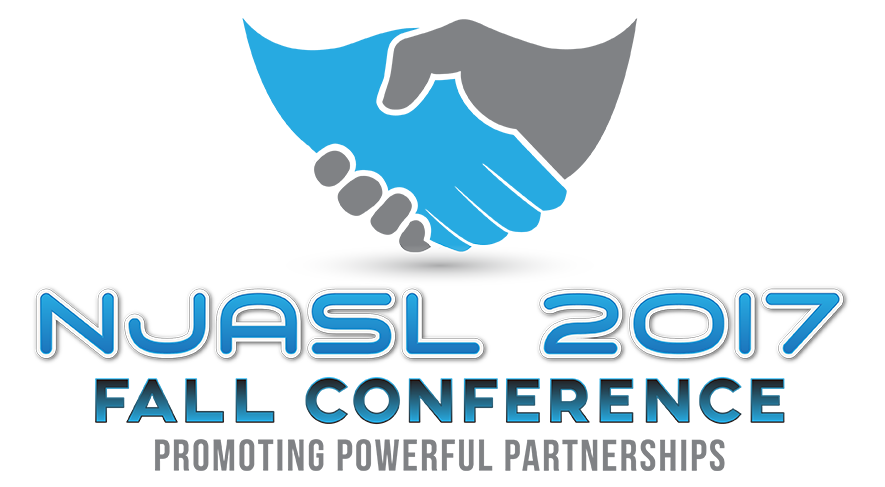 NJASL 2017
FALL CONFERENCE
PROMOTING POWERFUL PARTNERSHIPS